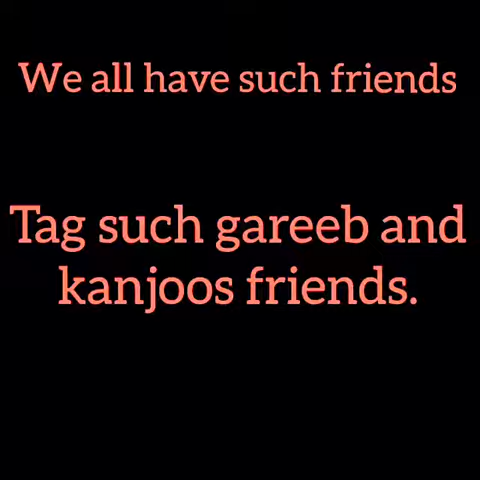 We all have such friends
Tag such gareeb and
kanjoos friends.